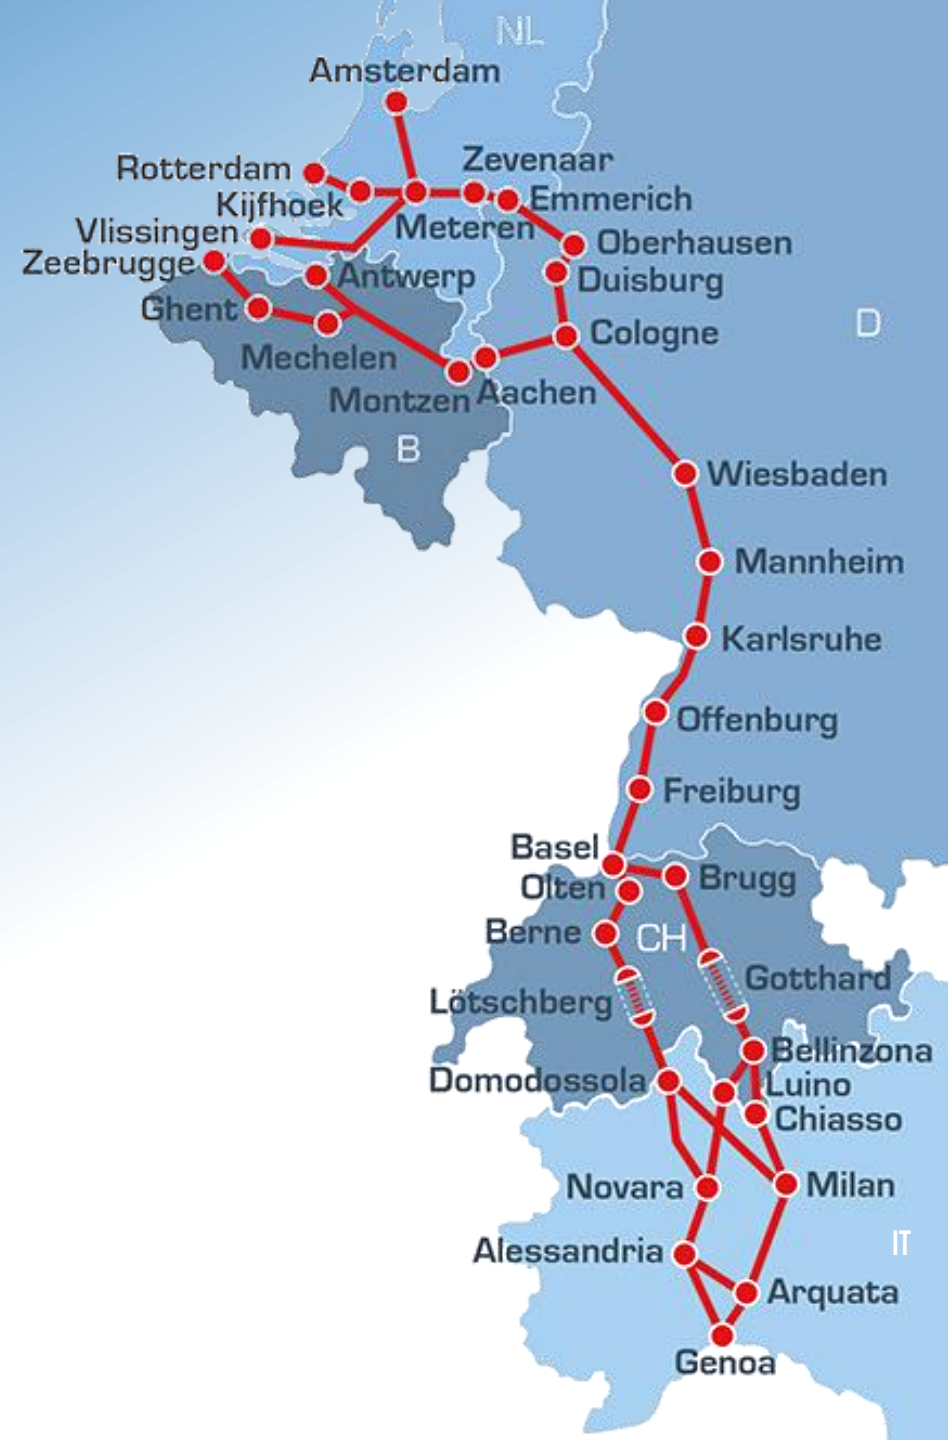 NL
Amsterdam
Zevenaar
Rotterdam
Emmerich
Kijfhoek
Meteren
Vlissingen
Oberhausen
Zeebrugge
Antwerp
Duisburg
Ghent
D
Cologne
Mechelen
Aachen
Montzen
B
Wiesbaden
Mannheim
Karlsruhe
Offenburg
Freiburg
Basel
Brugg
Olten
Berne
CH
Gotthard
Lötschberg
Bellinzona
Domodossola
Luino
Chiasso
Novara
Milan
IT
Alessandria
Arquata
Genoa